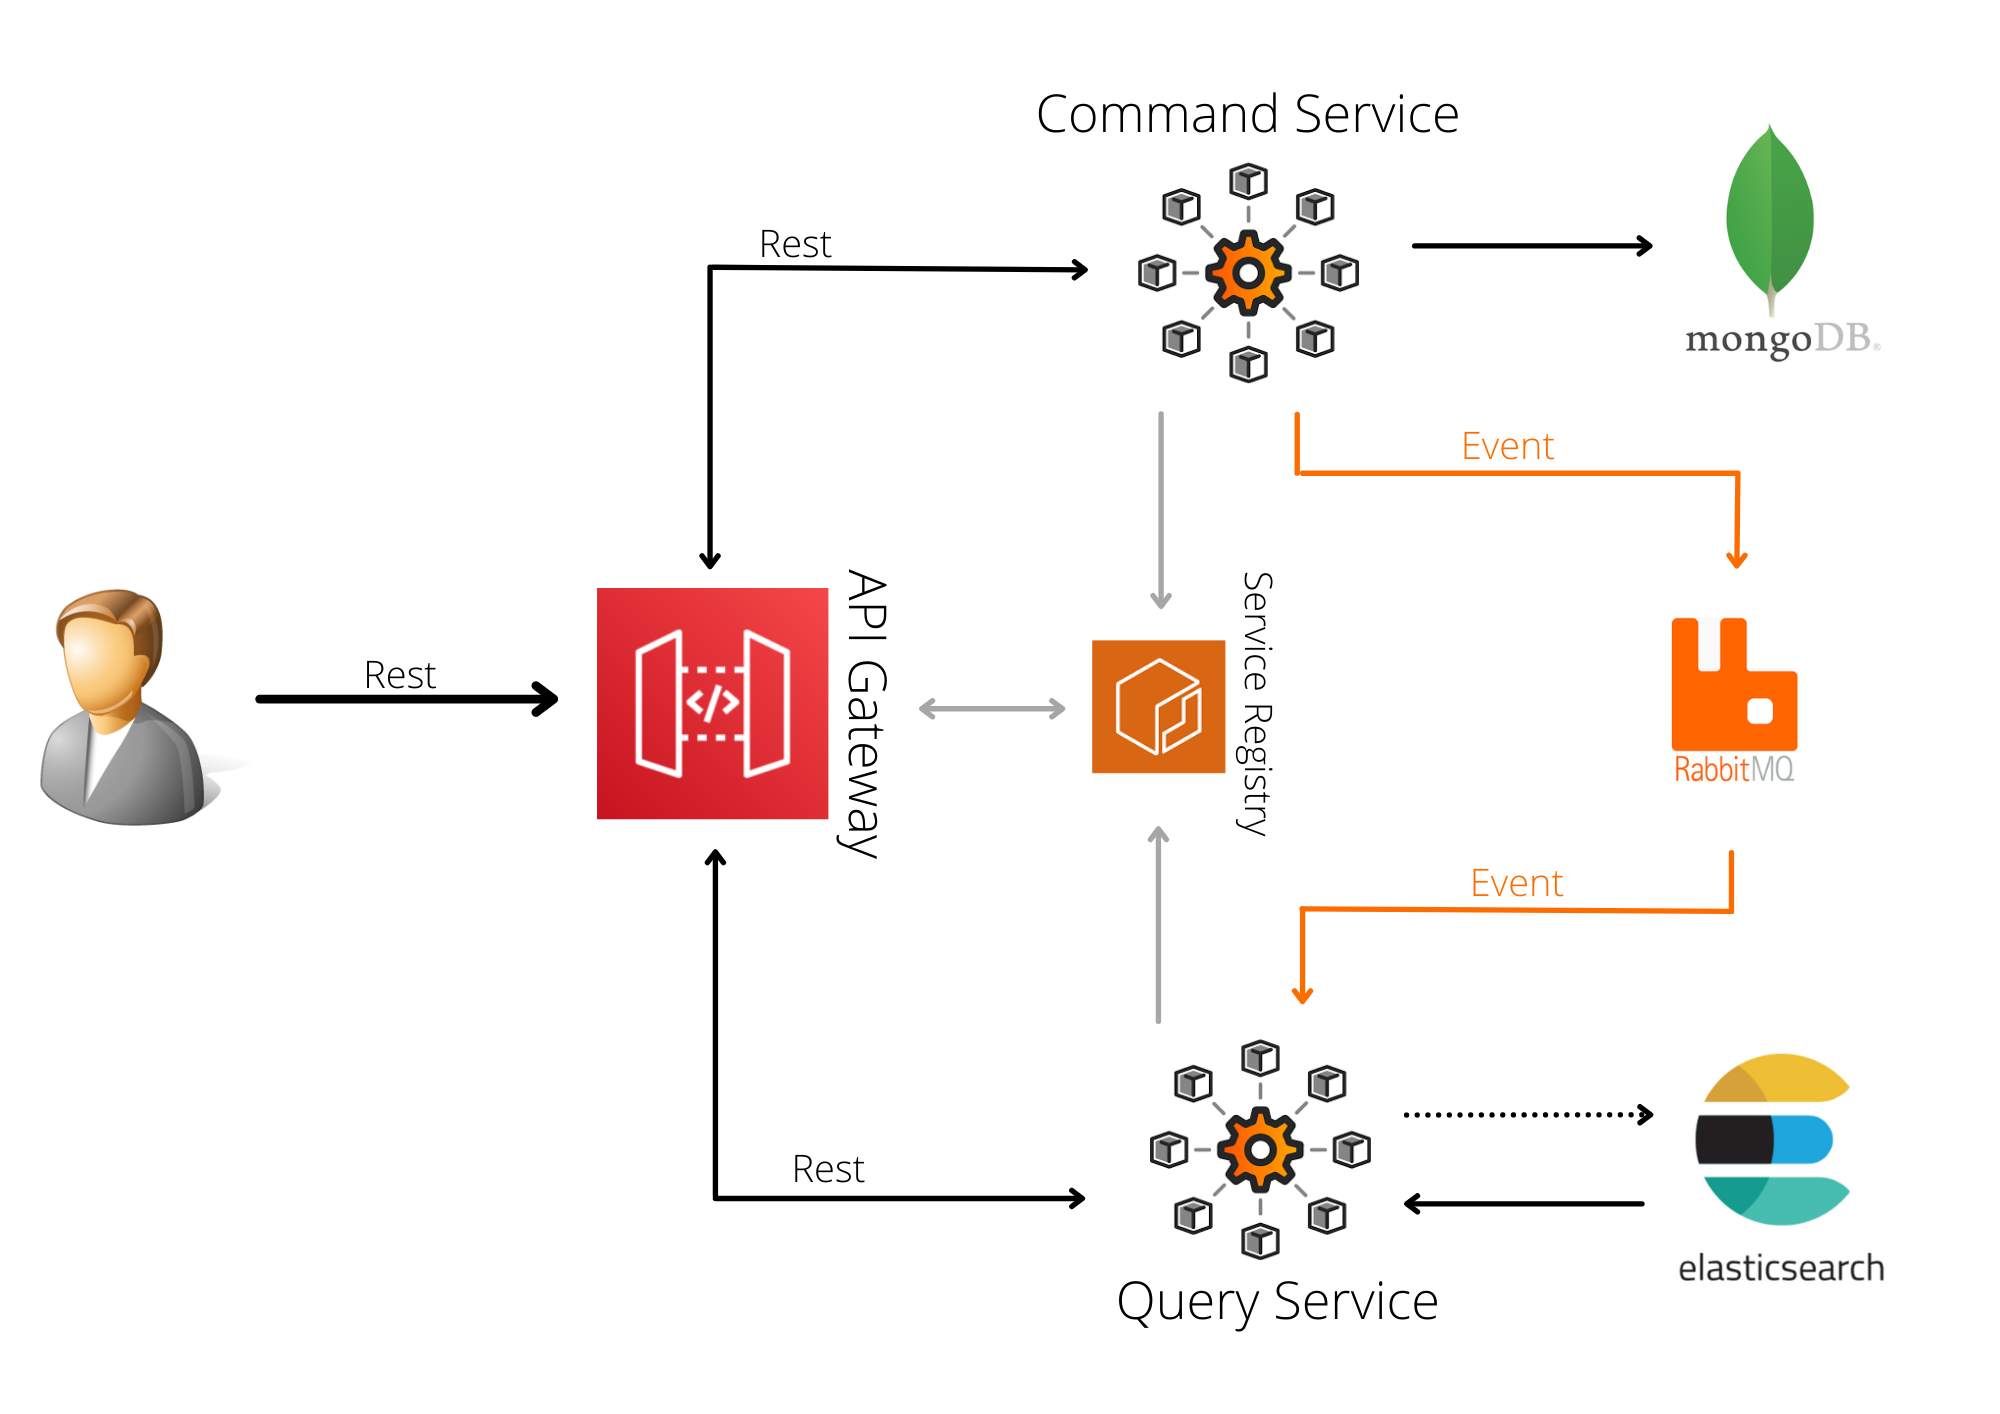 Command Service
Rest
mongoDB®
Event
API Gateway
Service Registry
Rest
</>
RabbitMQ
Event
Rest
elasticsearch
Query Service